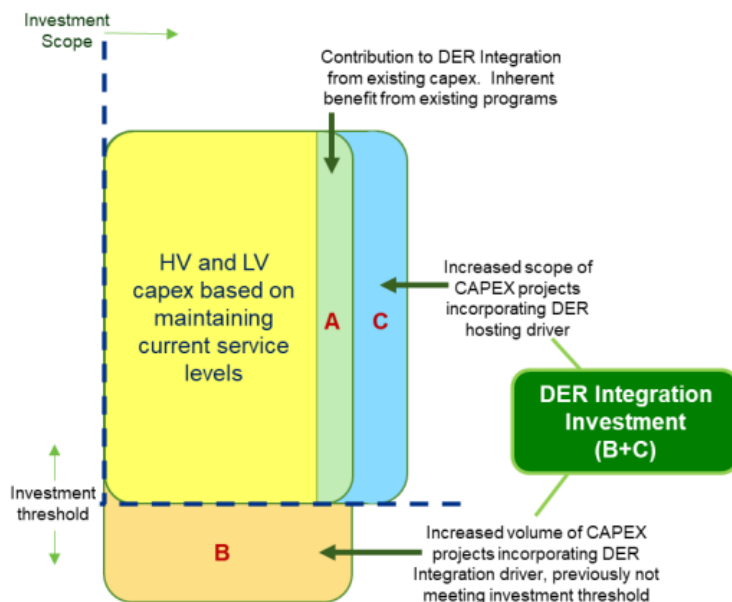 Investment
Scope
Contribution to DER Integration
from existing capex.  Inherent
benefit from existing programs
HV and LV
capex based on
maintaining
current service
levels
A
C
Increased scope of
CAPEX projects
incorporating DER
hosting driver
DER Integration
Investment
(B+C)
Investment
threshold
B
Increased volume of CAPEX
projects incorporating DER
Integration driver, previously not
meeting investment threshold